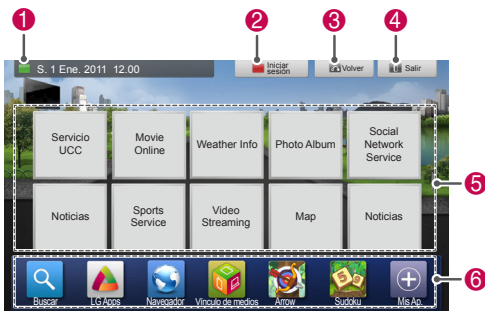 1
2
3
4
S. 1 Ene. 2011 12.00
Iniciar
sesión
Volver
Salir
Servicio
UCC
Movie
Online
Weather Info
Photo Album
Social
Network
Service
5
Noticias
Sports
Service
Video
Streaming
Map
Noticias
6
Buscar
LG Apps
Navegador
Vínculo de medios
Arrow
Sudoku
Mis Ap.